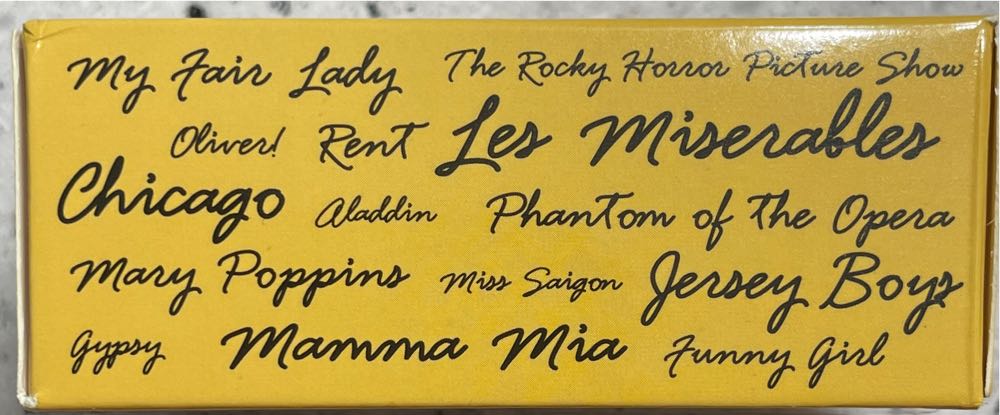 My Fair Lady The Rocky Horror Picture Show
Oliver! Rent Les Miserables
Chicago Aladdin Phantom of the Opera
Mary Poppins Miss Saigon Jersey Boys
Gypsy Mamma Mia Funny Girl